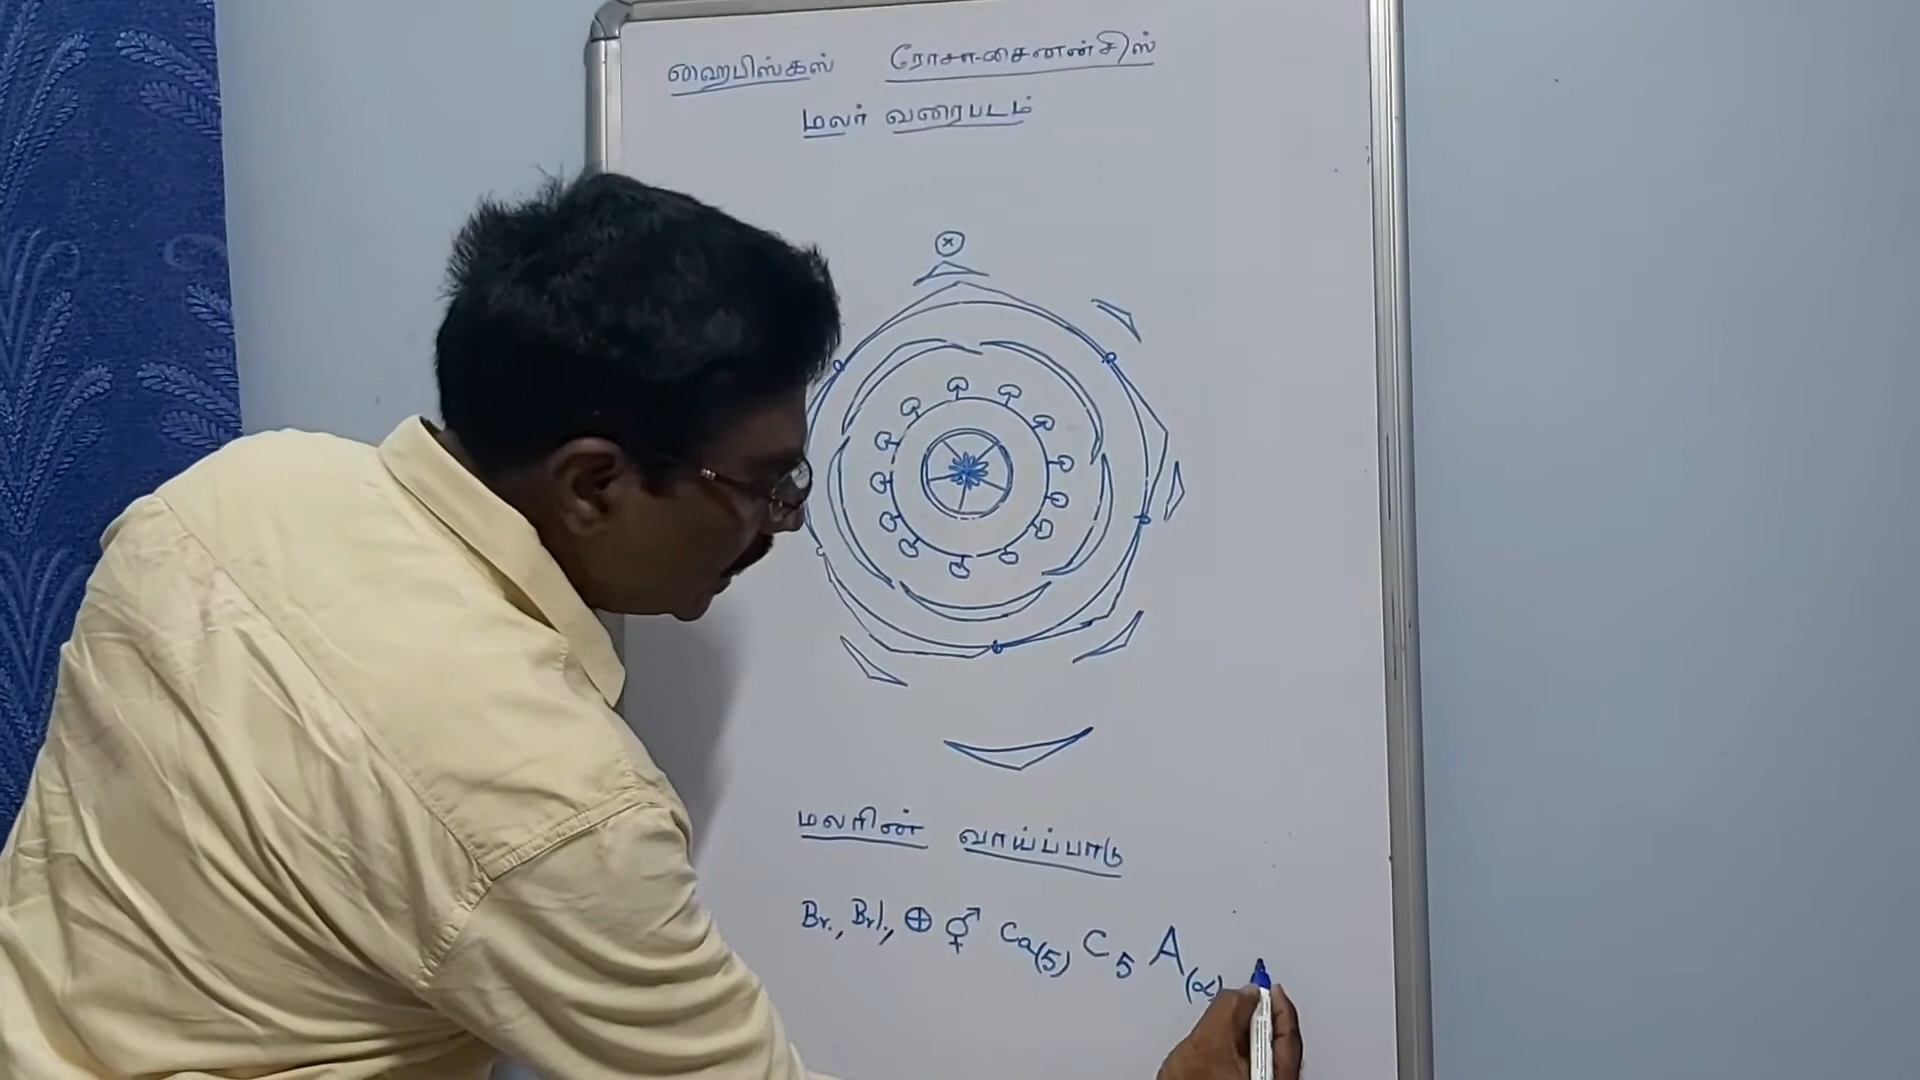 ஹைபிஸ்கஸ் ரோசா-சைனன்சிஸ்
மலர் வரைபடம்
மலரின் வாய்ப்பாடு
Br., Brl., ⊕ ⚥ Ca(5) C5 A(α)